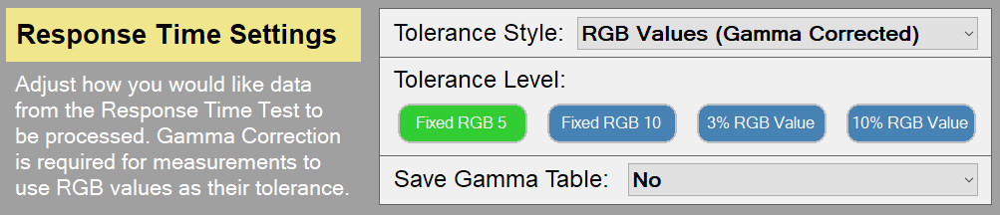 Response Time Settings
Adjust how you would like data
from the Response Time Test to
be processed. Gamma Correction
is required for measurements to
use RGB values as their tolerance.
Tolerance Style: RGB Values (Gamma Corrected)
Tolerance Level:
Fixed RGB 5 Fixed RGB 10 3% RGB Value 10% RGB Value
Save Gamma Table: No